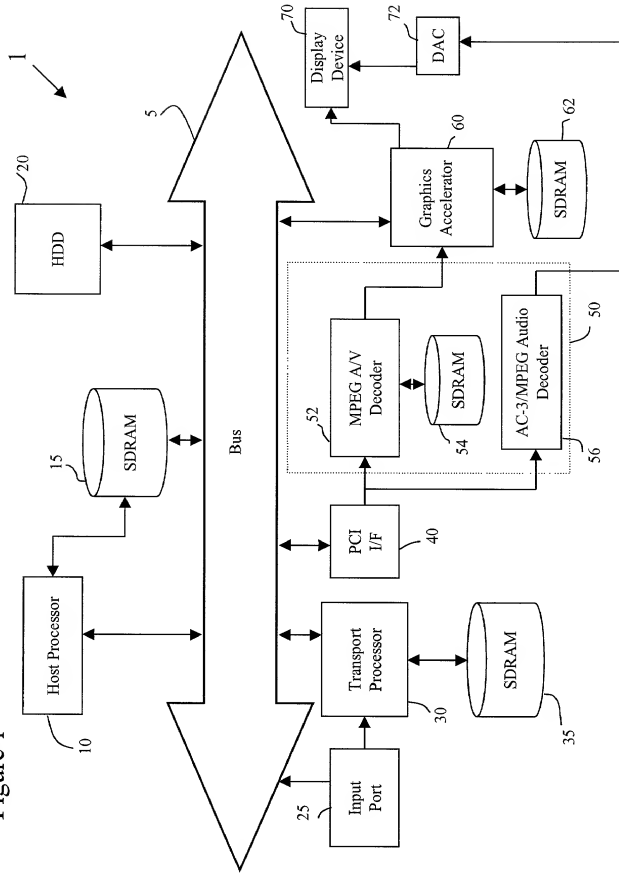 Figure 1
1
10
Host Processor
15
SDRAM
20
HDD
5
Bus
25
Input
Port
Transport
Processor
30
SDRAM
35
PCI
I/F
40
52
MPEG A/V
Decoder
SDRAM
54
AC-3/MPEG Audio
Decoder
56
50
Graphics
Accelerator
60
SDRAM
62
70
Display
Device
72
DAC